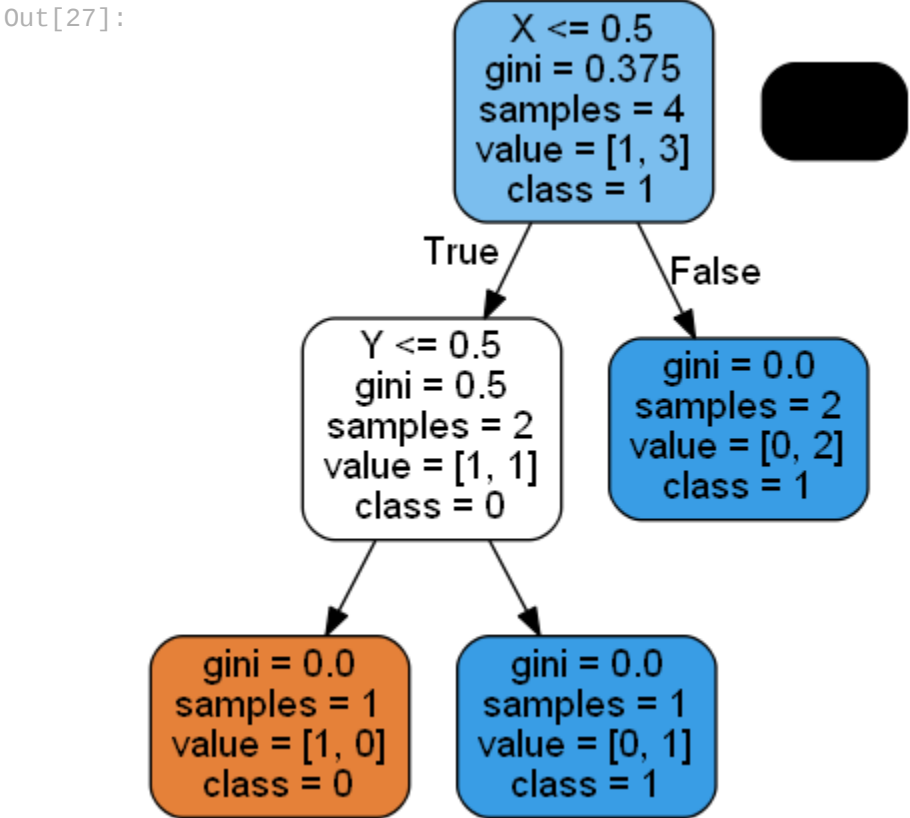 Out[27]:
X <= 0.5
gini = 0.375
samples = 4
value = [1, 3]
class = 1
True
False
Y <= 0.5
gini = 0.5
samples = 2
value = [1, 1]
class = 0
gini = 0.0
samples = 2
value = [0, 2]
class = 1
gini = 0.0
samples = 1
value = [1, 0]
class = 0
gini = 0.0
samples = 1
value = [0, 1]
class = 1